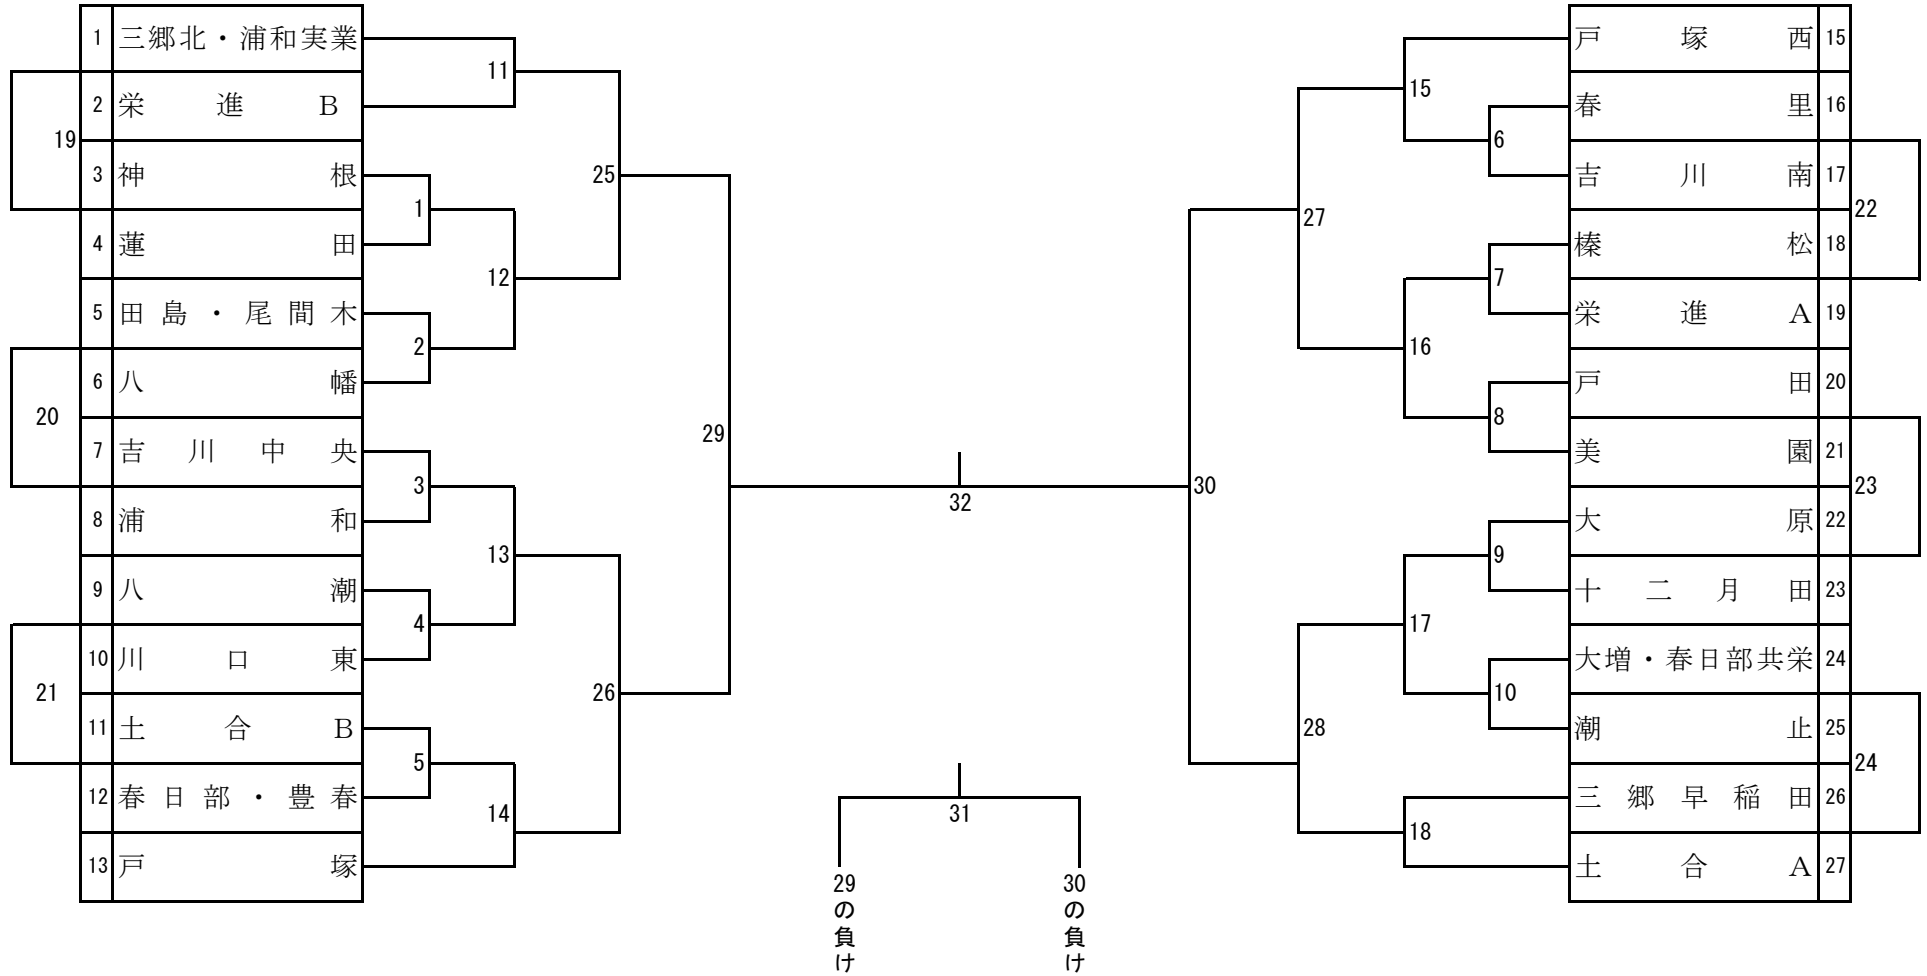 1 三郷北・浦和実業
2 栄進B
3 神根
4 蓮田
5 田島・尾間木
6 八幡
7 吉川中央
8 浦和
9 八潮
10 川口東
11 土合B
12 春日部・豊春
13 戸塚
19
20
21
1
2
3
4
5
11
12
13
14
25
26
29
32
31
29の負け
30の負け
30
27
28
15
16
17
18
6
7
8
9
10
戸塚西 15
春里 16
吉川南 17
榛松 18
栄進A 19
戸田 20
美園 21
大原 22
十二月田 23
大増・春日部共栄 24
潮止 25
三郷早稲田 26
土合A 27
22
23
24